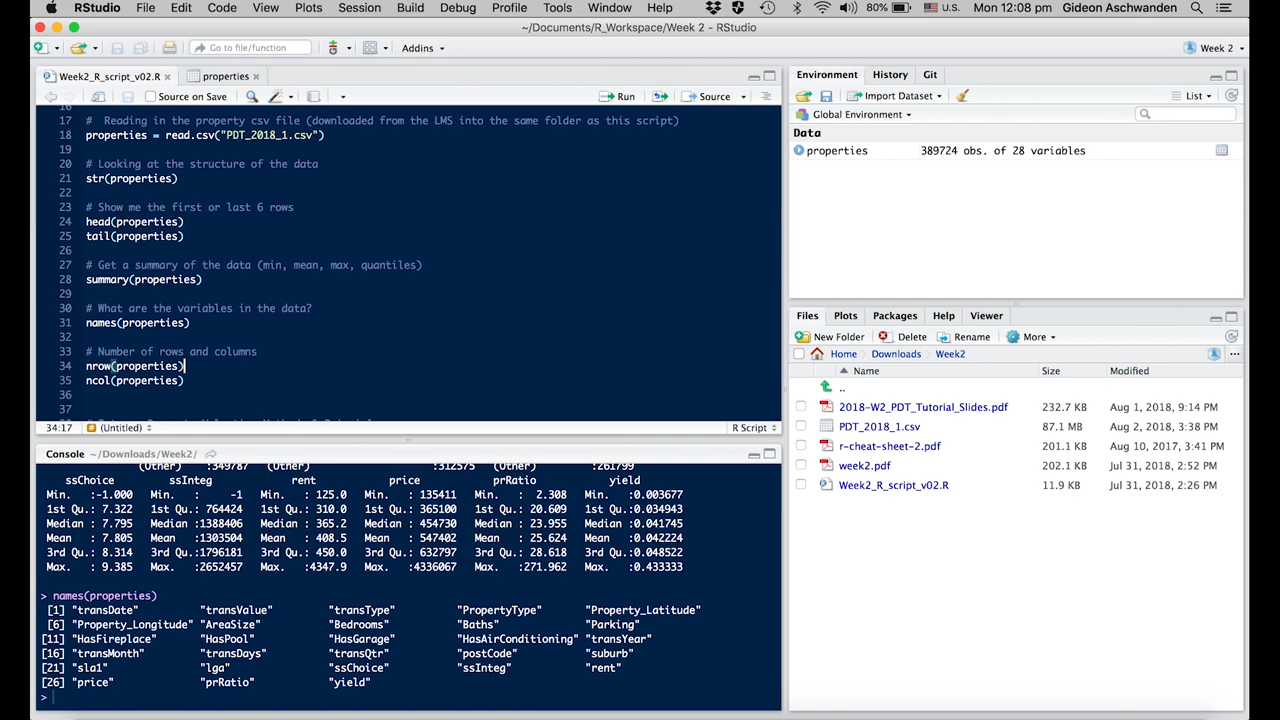 RStudio File Edit Code View Plots Session Build Debug Profile Tools Window Help 80% U.S. Mon 12:08 pm Gideon Aschwanden
~/Documents/R_Workspace/Week 2 - RStudio
Go to file/function Addins Week 2
Week2_R_script_v02.R properties
Source on Save Run Source
16
17 # Reading in the property csv file (downloaded from the LMS into the same folder as this script)
18 properties = read.csv("PDT_2018_1.csv")
19
20 # Looking at the structure of the data
21 str(properties)
22
23 # Show me the first or last 6 rows
24 head(properties)
25 tail(properties)
26
27 # Get a summary of the data (min, mean, max, quantiles)
28 summary(properties)
29
30 # What are the variables in the data?
31 names(properties)
32
33 # Number of rows and columns
34 nrow(properties)
35 ncol(properties)
36
37
34:17 (Untitled) R Script
Console ~/Downloads/Week2/
(Other) :349787 (Other) :312575 (Other) :261799
ssChoice ssInteg rent price prRatio yield
Min. :-1.000 Min. : -1 Min. : 125.0 Min. : 135411 Min. : 2.308 Min. :0.003677
1st Qu.: 7.322 1st Qu.: 764424 1st Qu.: 310.0 1st Qu.: 365100 1st Qu.: 20.609 1st Qu.:0.034943
Median : 7.795 Median :1388406 Median : 365.2 Median : 454730 Median : 23.955 Median :0.041745
Mean : 7.805 Mean :1303504 Mean : 408.5 Mean : 547402 Mean : 25.624 Mean :0.042224
3rd Qu.: 8.314 3rd Qu.:1796181 3rd Qu.: 450.0 3rd Qu.: 632797 3rd Qu.: 28.618 3rd Qu.:0.048522
Max. : 9.385 Max. :2652457 Max. :4347.9 Max. :4336067 Max. :271.962 Max. :0.433333
> names(properties)
[1] "transDate" "transValue" "transType" "PropertyType" "Property_Latitude"
[6] "Property_Longitude" "AreaSize" "Bedrooms" "Baths" "Parking"
[11] "HasFireplace" "HasPool" "HasGarage" "HasAirConditioning" "transYear"
[16] "transMonth" "transDays" "transQtr" "postCode" "suburb"
[21] "sla1" "lga" "ssChoice" "ssInteg" "rent"
[26] "price" "prRatio" "yield"
>
Environment History Git
Import Dataset List
Global Environment
Data
properties 389724 obs. of 28 variables
Files Plots Packages Help Viewer
New Folder Delete Rename More
Home Downloads Week2
Name Size Modified
..
2018-W2_PDT_Tutorial_Slides.pdf 232.7 KB Aug 1, 2018, 9:14 PM
PDT_2018_1.csv 87.1 MB Aug 2, 2018, 3:38 PM
r-cheat-sheet-2.pdf 201.1 KB Aug 10, 2017, 3:41 PM
week2.pdf 202.1 KB Jul 31, 2018, 2:52 PM
Week2_R_script_v02.R 11.9 KB Jul 31, 2018, 2:26 PM